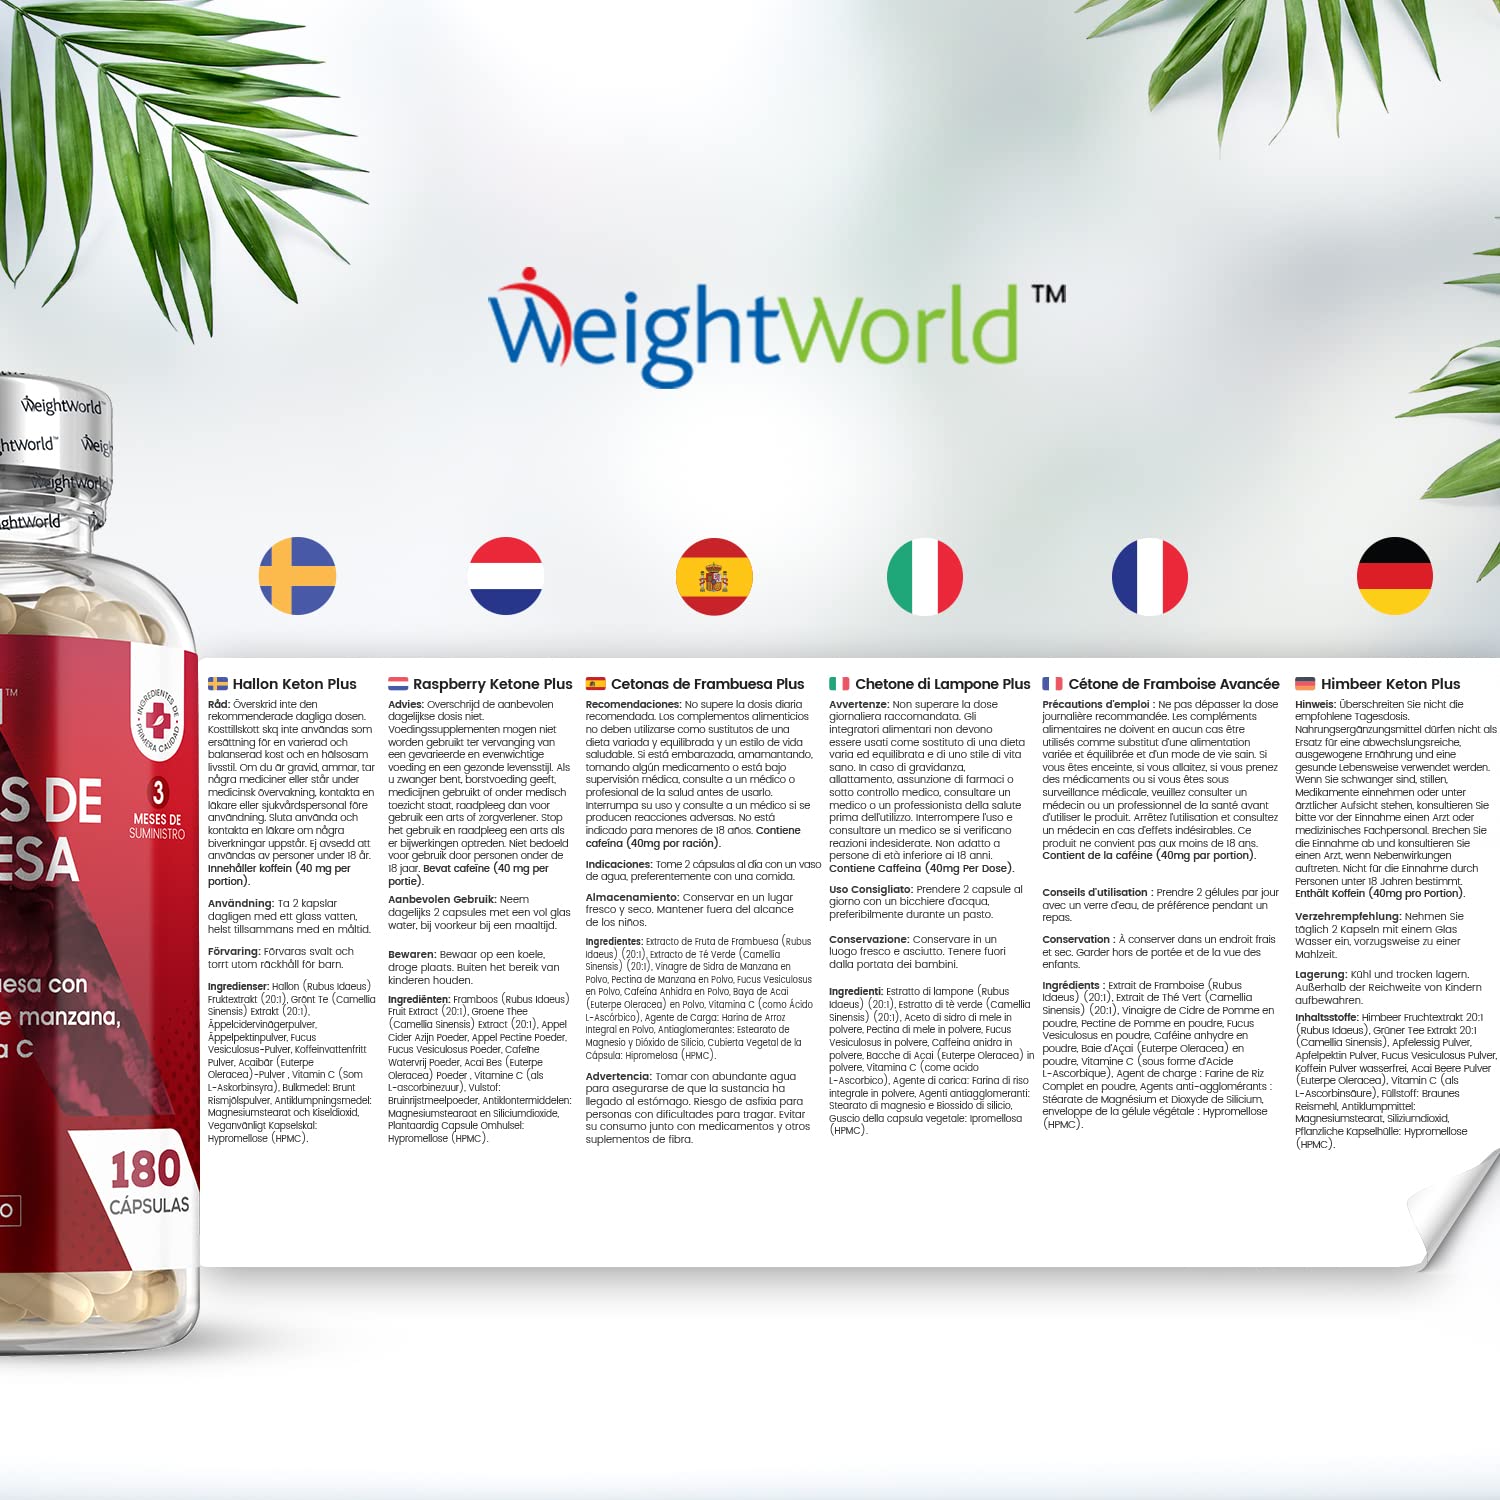 WeightWorld™
WeightWorld™
htWorld™ Weig
WeightWorld
ghtWorld
™
INGREDIENTES DE
PRIMERA CALIDAD
3
MESES DE
SUMINISTRO
S DE
ESA
esa con
e manzana,
a C
180
CÁPSULAS
O
Hallon Keton Plus
Råd: Överskrid inte den
rekommenderade dagliga dosen.
Kosttillskott skq inte användas som
ersättning för en varierad och
balanserad kost och en hälsosam
livsstil. Om du är gravid, ammar, tar
några mediciner eller står under
medicinsk övervakning, kontakta en
läkare eller sjukvårdspersonal före
användning. Sluta använda och
kontakta en läkare om några
biverkningar uppstår. Ej avsedd att
användas av personer under 18 år.
Innehåller koffein (40 mg per
portion).
Användning: Ta 2 kapslar
dagligen med ett glass vatten,
helst tillsammans med en måltid.
Förvaring: Förvaras svalt och
torrt utom räckhåll för barn.
Ingredienser: Hallon (Rubus Idaeus)
Fruktextrakt (20:1), Grönt Te (Camellia
Sinensis) Extrakt (20:1),
Äppelcidervinägerpulver,
Äppelpektinpulver, Fucus
Vesiculosus-Pulver, Koffeinvattenfritt
Pulver, Açaibär (Euterpe
Oleracea)-Pulver , Vitamin C (Som
L-Askorbinsyra), Bulkmedel: Brunt
Rismjölspulver, Antiklumpningsmedel:
Magnesiumstearat och Kiseldioxid,
Veganvänligt Kapselskal:
Hypromellose (HPMC).
Raspberry Ketone Plus
Advies: Overschrijd de aanbevolen
dagelijkse dosis niet.
Voedingssupplementen mogen niet
worden gebruikt ter vervanging van
een gevarieerde en evenwichtige
voeding en een gezonde levensstijl. Als
u zwanger bent, borstvoeding geeft,
medicijnen gebruikt of onder medisch
toezicht staat, raadpleeg dan voor
gebruik een arts of zorgverlener. Stop
het gebruik en raadpleeg een arts als
er bijwerkingen optreden. Niet bedoeld
voor gebruik door personen onder de
18 jaar. Bevat cafeïne (40 mg per
portie).
Aanbevolen Gebruik: Neem
dagelijks 2 capsules met een vol glas
water, bij voorkeur bij een maaltijd.
Bewaren: Bewaar op een koele,
droge plaats. Buiten het bereik van
kinderen houden.
Ingrediënten: Framboos (Rubus Idaeus)
Fruit Extract (20:1), Groene Thee
(Camellia Sinensis) Extract (20:1), Appel
Cider Azijn Poeder, Appel Pectine Poeder,
Fucus Vesiculosus Poeder, Cafeïne
Watervrij Poeder, Acai Bes (Euterpe
Oleracea) Poeder , Vitamine C (als
L-ascorbinezuur), Vulstof:
Bruinrijstmeelpoeder, Antiklontermiddelen:
Magnesiumstearaat en Siliciumdioxide,
Plantaardig Capsule Omhulsel:
Hypromellose (HPMC).
Cetonas de Frambuesa Plus
Recomendaciones: No supere la dosis diaria
recomendada. Los complementos alimenticios
no deben utilizarse como sustitutos de una
dieta variada y equilibrada y un estilo de vida
saludable. Si está embarazada, amamantando,
tomando algún medicamento o está bajo
supervisión médica, consulte a un médico o
profesional de la salud antes de usarlo.
Interrumpa su uso y consulte a un médico si se
producen reacciones adversas. No está
indicado para menores de 18 años. Contiene
cafeína (40mg por ración).
Indicaciones: Tome 2 cápsulas al día con un vaso
de agua, preferentemente con una comida.
Almacenamiento: Conservar en un lugar
fresco y seco. Mantener fuera del alcance
de los niños.
Ingredientes: Extracto de Fruta de Frambuesa (Rubus
Idaeus) (20:1), Extracto de Té Verde (Camellia
Sinensis) (20:1), Vinagre de Sidra de Manzana en
Polvo, Pectina de Manzana en Polvo, Fucus Vesiculosus
en Polvo, Cafeína Anhidra en Polvo, Baya de Acai
(Euterpe Oleracea) en Polvo, Vitamina C (como Ácido
L-Ascórbico), Agente de Carga: Harina de Arroz
Integral en Polvo, Antiaglomerantes: Estearato de
Magnesio y Dióxido de Silicio, Cubierta Vegetal de la
Cápsula: Hipromelosa (HPMC).
Advertencia: Tomar con abundante agua
para asegurarse de que la sustancia ha
llegado al estómago. Riesgo de asfixia para
personas con dificultades para tragar. Evitar
su consumo junto con medicamentos y otros
suplementos de fibra.
Chetone di Lampone Plus
Avvertenze: Non superare la dose
giornaliera raccomandata. Gli
integratori alimentari non devono
essere usati come sostituto di una dieta
varia ed equilibrata e di uno stile di vita
sano. In caso di gravidanza,
allattamento, assunzione di farmaci o
sotto controllo medico, consultare un
medico o un professionista della salute
prima dell'utilizzo. Interrompere l'uso e
consultare un medico se si verificano
reazioni indesiderate. Non adatto a
persone di età inferiore ai 18 anni.
Contiene Caffeina (40mg Per Dose).
Uso Consigliato: Prendere 2 capsule al
giorno con un bicchiere d'acqua,
preferibilmente durante un pasto.
Conservazione: Conservare in un
luogo fresco e asciutto. Tenere fuori
dalla portata dei bambini.
Ingredienti: Estratto di lampone (Rubus
Idaeus) (20:1), Estratto di tè verde (Camellia
Sinensis) (20:1), Aceto di sidro di mele in
polvere, Pectina di mele in polvere, Fucus
Vesiculosus in polvere, Caffeina anidra in
polvere, Bacche di Açai (Euterpe Oleracea) in
polvere, Vitamina C (come acido
L-Ascorbico), Agente di carica: Farina di riso
integrale in polvere, Agenti antiagglomeranti:
Stearato di magnesio e Biossido di silicio,
Guscio della capsula vegetale: Ipromellosa
(HPMC).
Cétone de Framboise Avancée
Précautions d'emploi : Ne pas dépasser la dose
journalière recommandée. Les compléments
alimentaires ne doivent en aucun cas être
utilisés comme substitut d'une alimentation
variée et équilibrée et d'un mode de vie sain. Si
vous êtes enceinte, si vous allaitez, si vous prenez
des médicaments ou si vous êtes sous
surveillance médicale, veuillez consulter un
médecin ou un professionnel de la santé avant
d'utiliser le produit. Arrêtez l'utilisation et consultez
un médecin en cas d'effets indésirables. Ce
produit ne convient pas aux moins de 18 ans.
Contient de la caféine (40mg par portion).
Conseils d'utilisation : Prendre 2 gélules par jour
avec un verre d'eau, de préférence pendant un
repas.
Conservation : À conserver dans un endroit frais
et sec. Garder hors de portée et de la vue des
enfants.
Ingrédients : Extrait de Framboise (Rubus
Idaeus) (20:1), Extrait de Thé Vert (Camellia
Sinensis) (20:1), Vinaigre de Cidre de Pomme en
poudre, Pectine de Pomme en poudre, Fucus
Vesiculosus en poudre, Caféine anhydre en
poudre, Baie d'Açaï (Euterpe Oleracea) en
poudre, Vitamine C (sous forme d'Acide
L-Ascorbique), Agent de charge : Farine de Riz
Complet en poudre, Agents anti-agglomérants :
Stéarate de Magnésium et Dioxyde de Silicium,
enveloppe de la gélule végétale : Hypromellose
(HPMC).
Himbeer Keton Plus
Hinweis: Überschreiten Sie nicht die
empfohlene Tagesdosis.
Nahrungsergänzungsmittel dürfen nicht als
Ersatz für eine abwechslungsreiche,
ausgewogene Ernährung und eine
gesunde Lebensweise verwendet werden.
Wenn Sie schwanger sind, stillen,
Medikamente einnehmen oder unter
ärztlicher Aufsicht stehen, konsultieren Sie
bitte vor der Einnahme einen Arzt oder
medizinisches Fachpersonal. Brechen Sie
die Einnahme ab und konsultieren Sie
einen Arzt, wenn Nebenwirkungen
auftreten. Nicht für die Einnahme durch
Personen unter 18 Jahren bestimmt.
Enthält Koffein (40mg pro Portion).
Verzehrempfehlung: Nehmen Sie
täglich 2 Kapseln mit einem Glas
Wasser ein, vorzugsweise zu einer
Mahlzeit.
Lagerung: Kühl und trocken lagern.
Außerhalb der Reichweite von Kindern
aufbewahren.
Inhaltsstoffe: Himbeer Fruchtextrakt 20:1
(Rubus Idaeus), Grüner Tee Extrakt 20:1
(Camellia Sinensis), Apfelessig Pulver,
Apfelpektin Pulver, Fucus Vesiculosus Pulver,
Koffein Pulver wasserfrei, Acai Beere Pulver
(Euterpe Oleracea), Vitamin C (als
L-Ascorbinsäure), Füllstoff: Braunes
Reismehl, Antiklumpmittel:
Magnesiumstearat, Siliziumdioxid,
Pflanzliche Kapselhülle: Hypromellose
(HPMC).